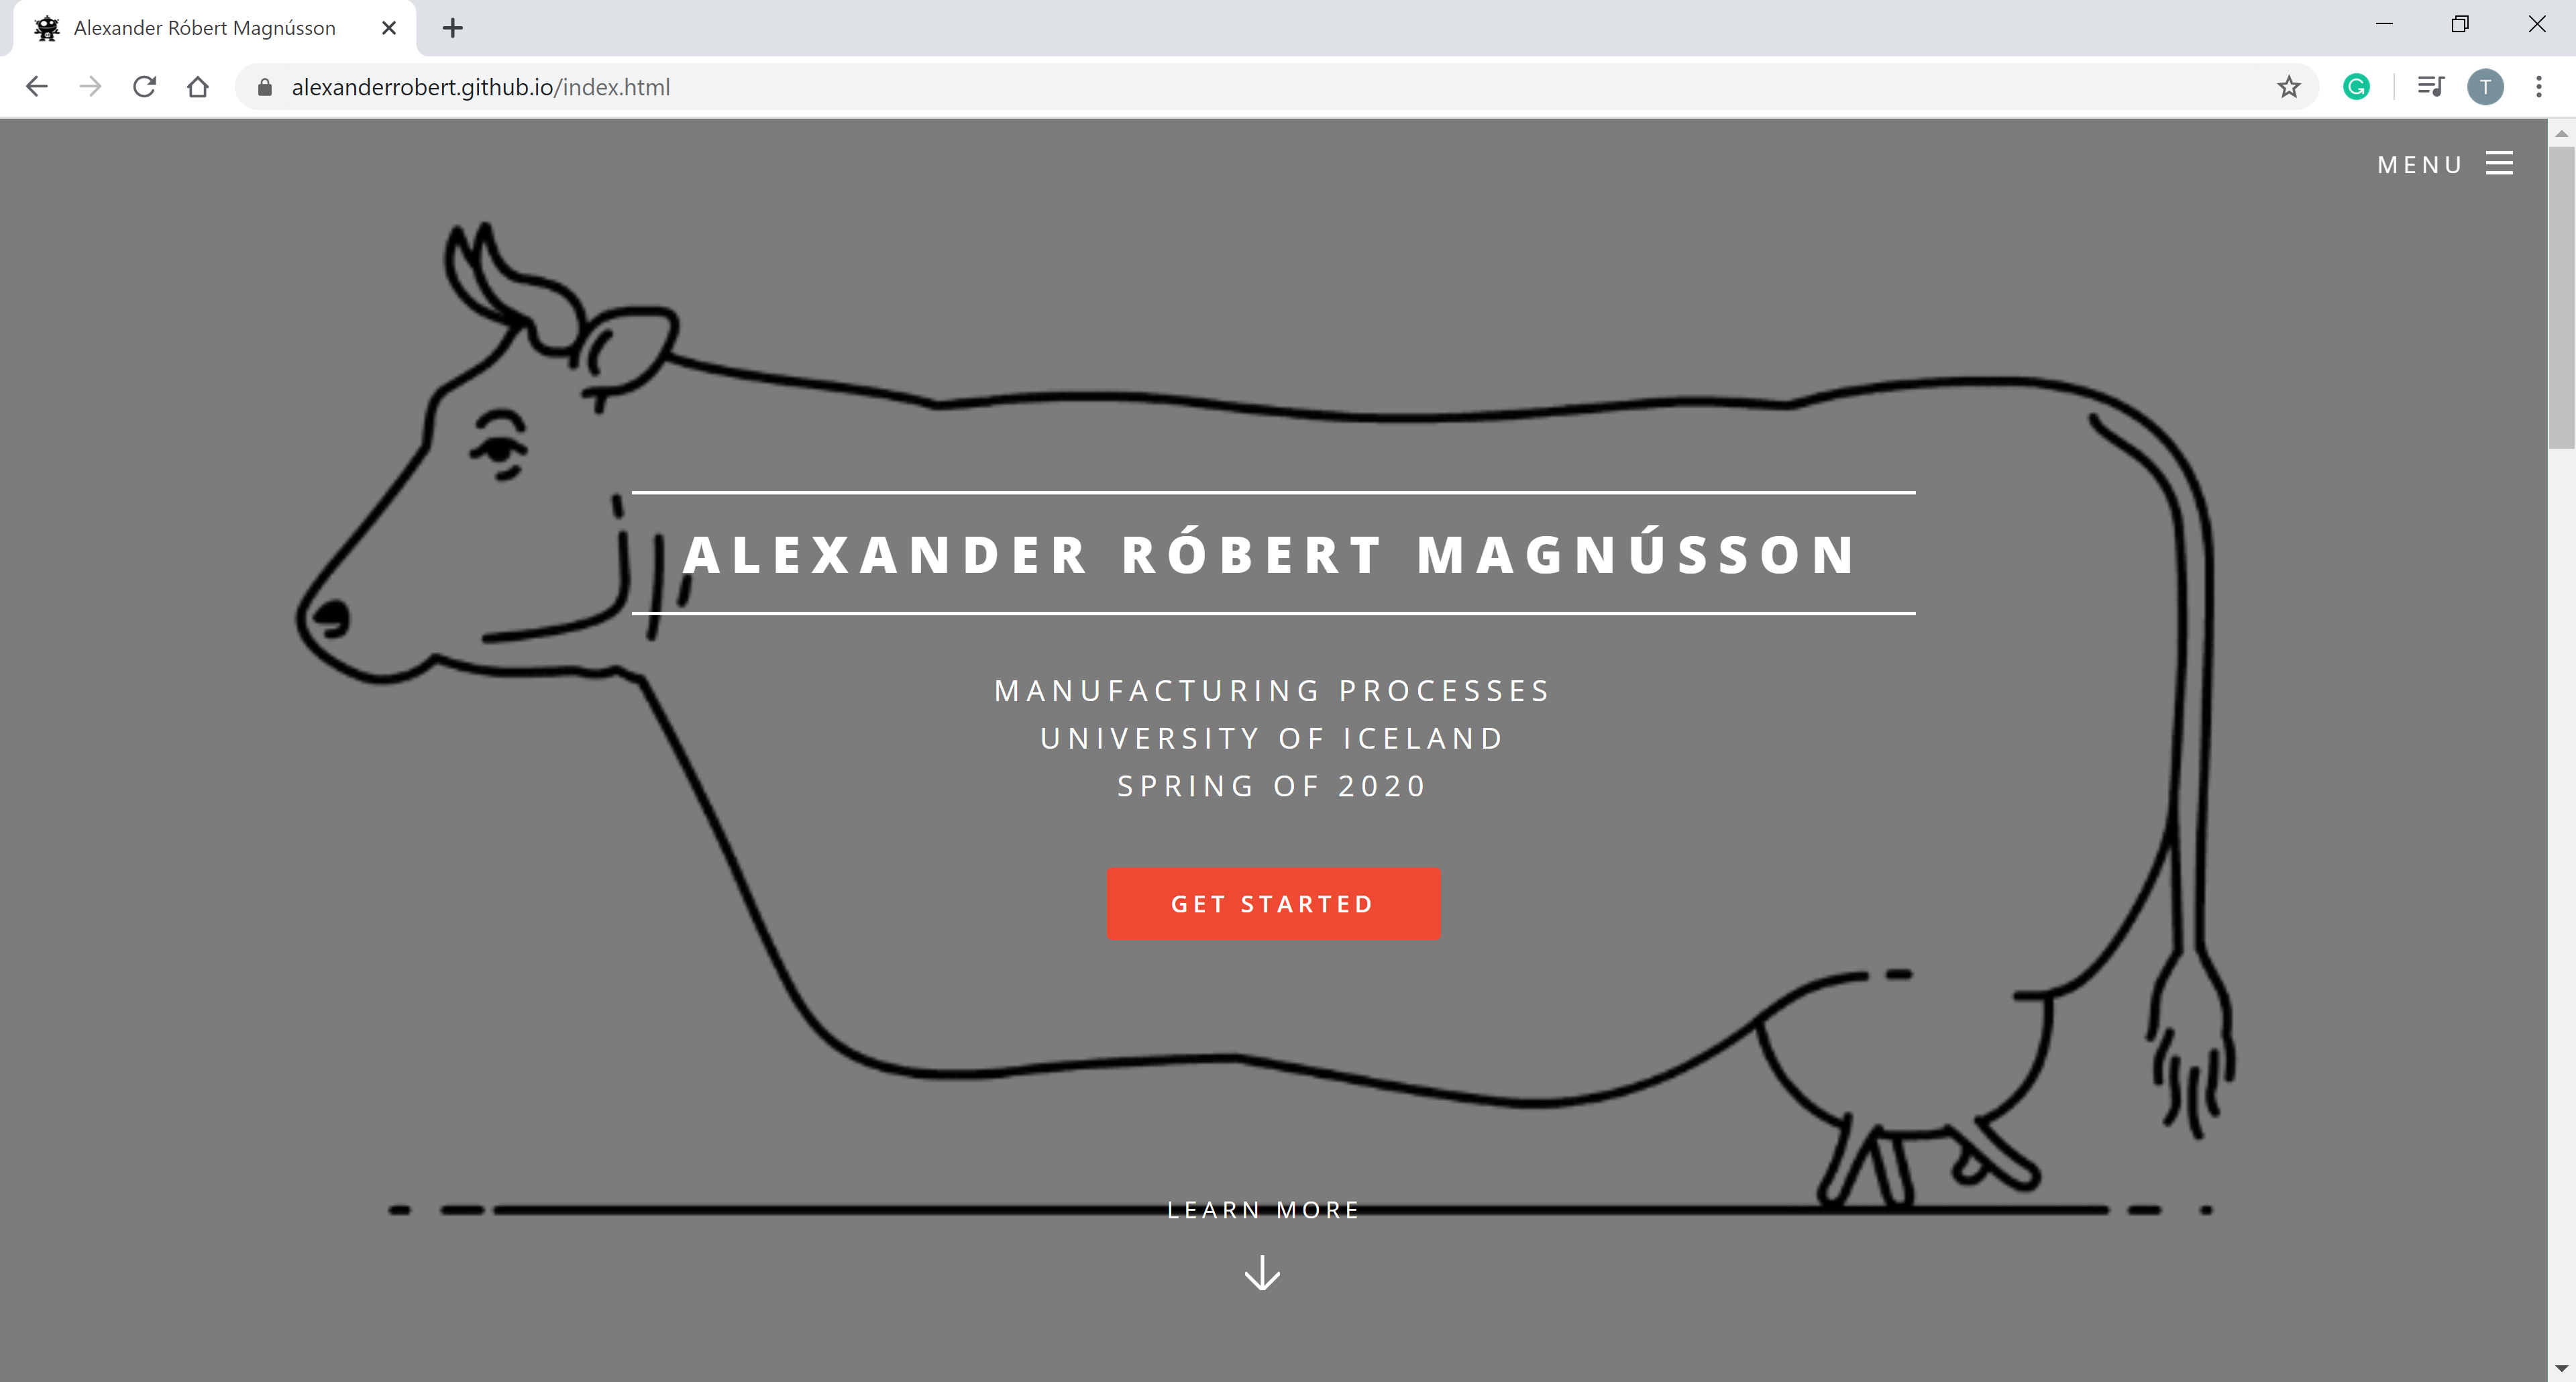 Alexander Róbert Magnússon
alexanderrobert.github.io/index.html
T
MENU
ALEXANDER RÓBERT MAGNÚSSON
MANUFACTURING PROCESSES
UNIVERSITY OF ICELAND
SPRING OF 2020
GET STARTED
LEARN MORE